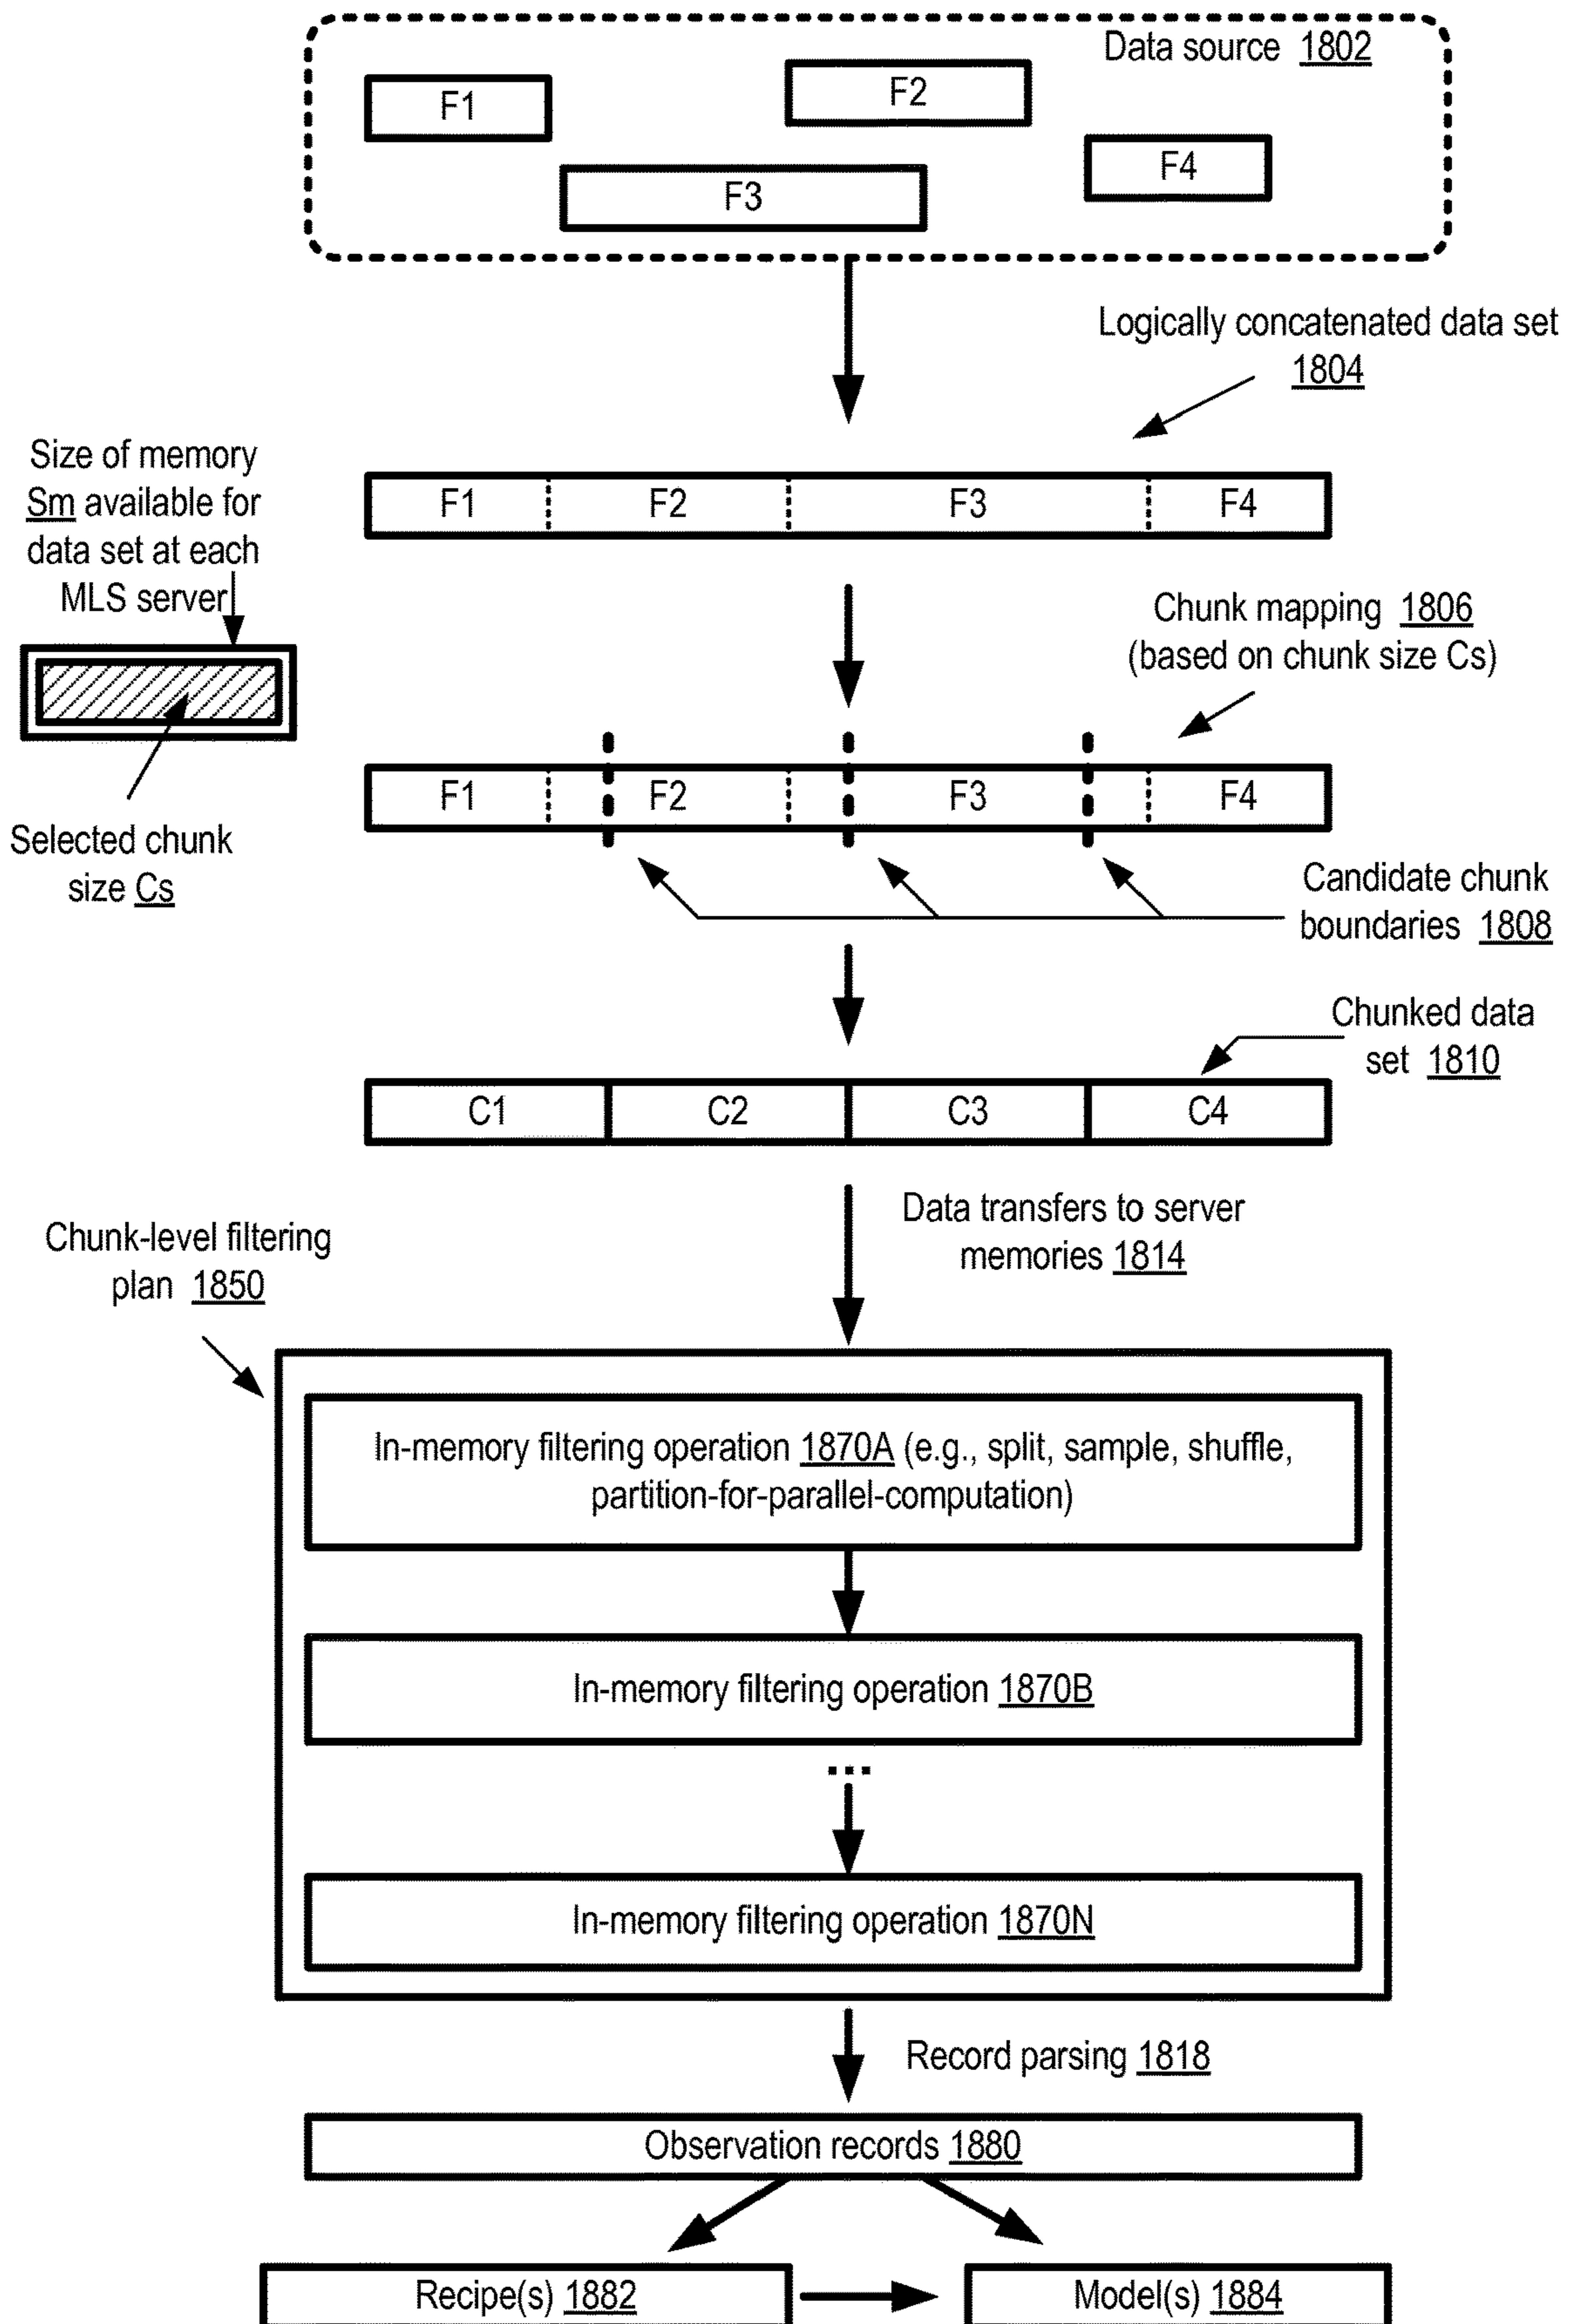 Data source 1802
F1
F2
F3
F4
Logically concatenated data set
1804
Size of memory
Sm available for
data set at each
MLS server
F1 F2 F3 F4
Chunk mapping 1806
(based on chunk size Cs)
F1 F2 F3 F4
Selected chunk
size Cs
Candidate chunk
boundaries 1808
Chunked data
set 1810
C1 C2 C3 C4
Data transfers to server
memories 1814
Chunk-level filtering
plan 1850
In-memory filtering operation 1870A (e.g., split, sample, shuffle,
partition-for-parallel-computation)
In-memory filtering operation 1870B
...
In-memory filtering operation 1870N
Record parsing 1818
Observation records 1880
Recipe(s) 1882
Model(s) 1884